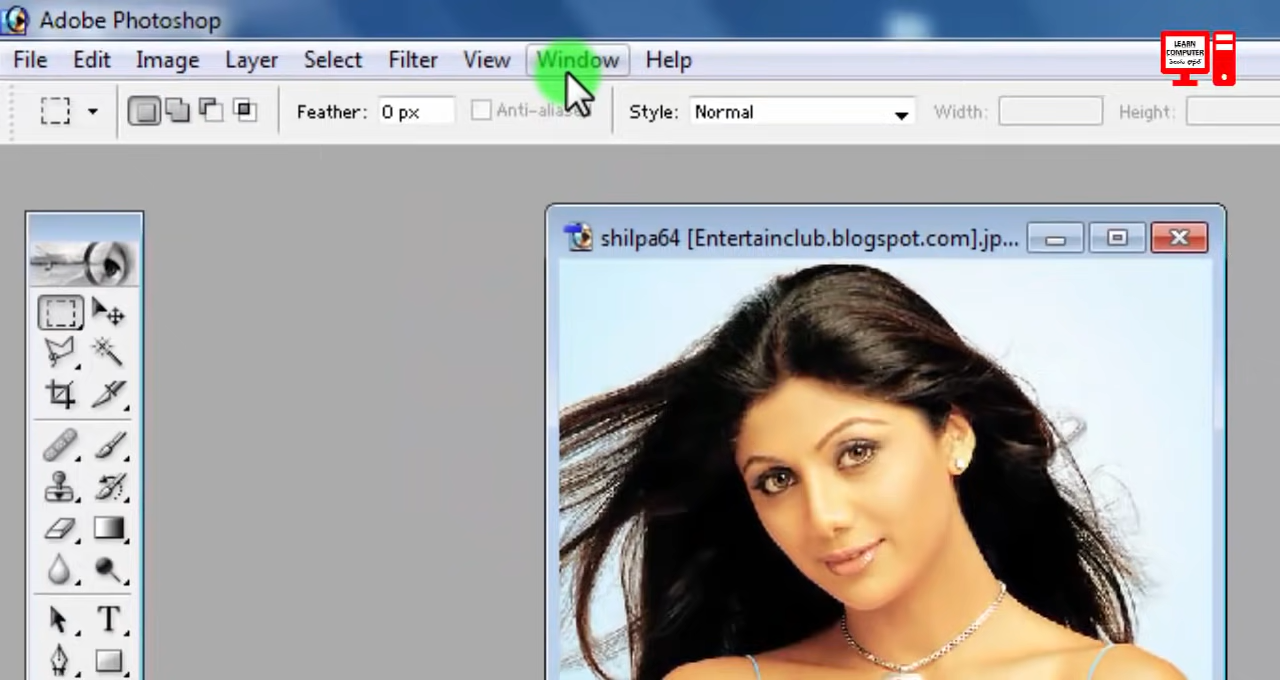 Adobe Photoshop
LEARN
COMPUTER
File Edit Image Layer Select Filter View Window Help
Feather: 0 px Anti-aliased Style: Normal Width: Height:
shilpa64 [Entertainclub.blogspot.com].jp...
T